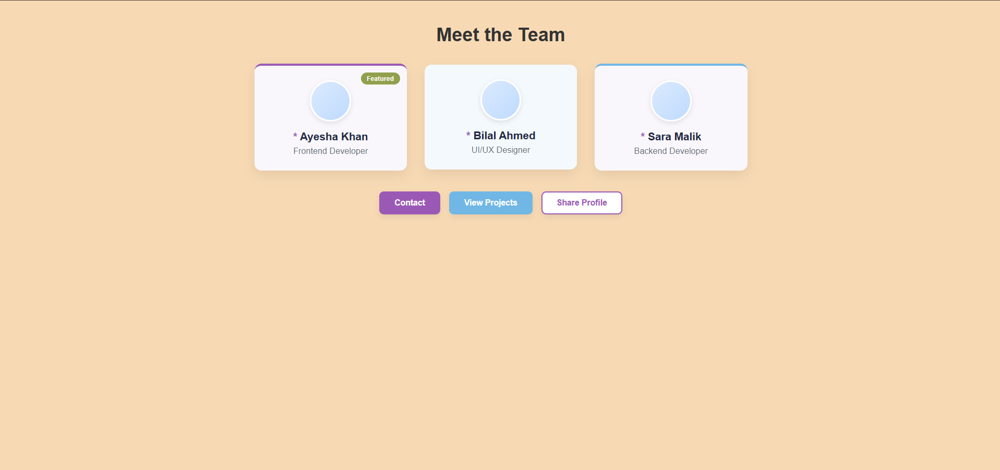 Meet the Team
Featured
* Ayesha Khan
Frontend Developer
* Bilal Ahmed
UI/UX Designer
* Sara Malik
Backend Developer
Contact
View Projects
Share Profile